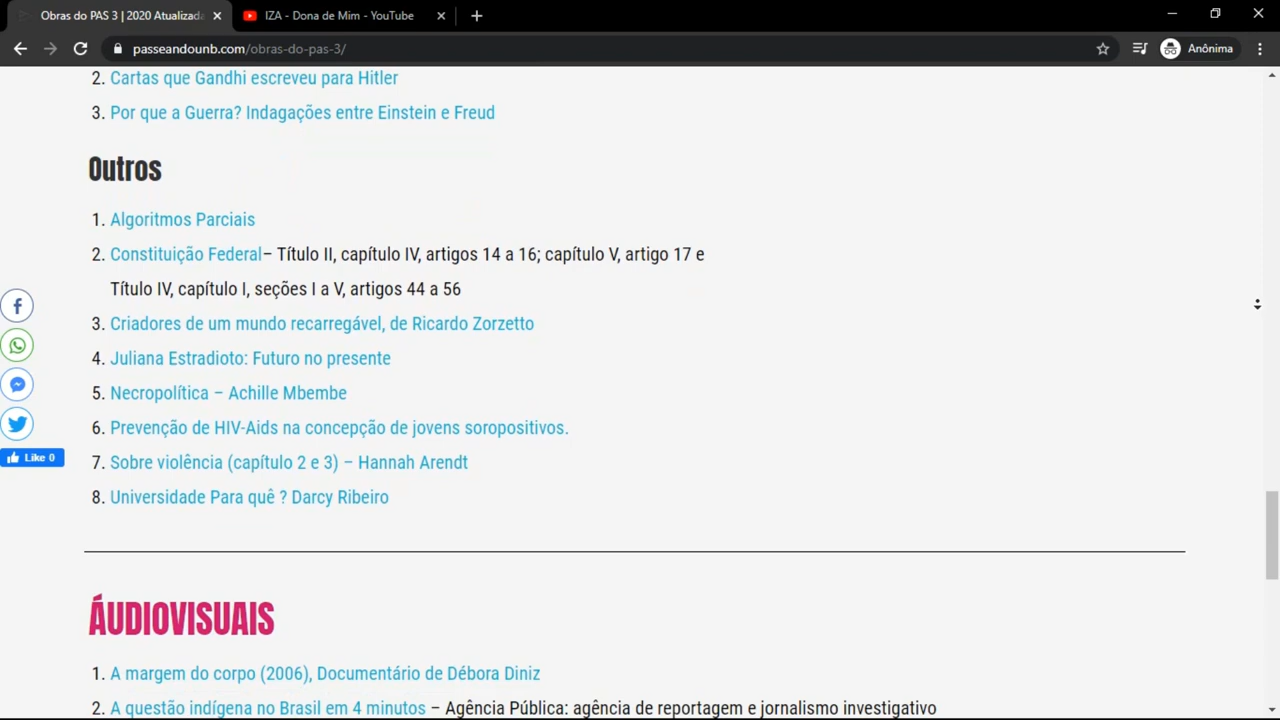 Obras do PAS 3 | 2020 Atualizada
IZA - Dona de Mim - YouTube
passeandounb.com/obras-do-pas-3/
Anônima
2. Cartas que Gandhi escreveu para Hitler
3. Por que a Guerra? Indagações entre Einstein e Freud
Outros
1. Algoritmos Parciais
2. Constituição Federal– Título II, capítulo IV, artigos 14 a 16; capítulo V, artigo 17 e
Título IV, capítulo I, seções I a V, artigos 44 a 56
3. Criadores de um mundo recarregável, de Ricardo Zorzetto
4. Juliana Estradioto: Futuro no presente
5. Necropolítica – Achille Mbembe
6. Prevenção de HIV-Aids na concepção de jovens soropositivos.
Like 0
7. Sobre violência (capítulo 2 e 3) – Hannah Arendt
8. Universidade Para quê ? Darcy Ribeiro
ÁUDIOVISUAIS
1. A margem do corpo (2006), Documentário de Débora Diniz
2. A questão indígena no Brasil em 4 minutos – Agência Pública: agência de reportagem e jornalismo investigativo